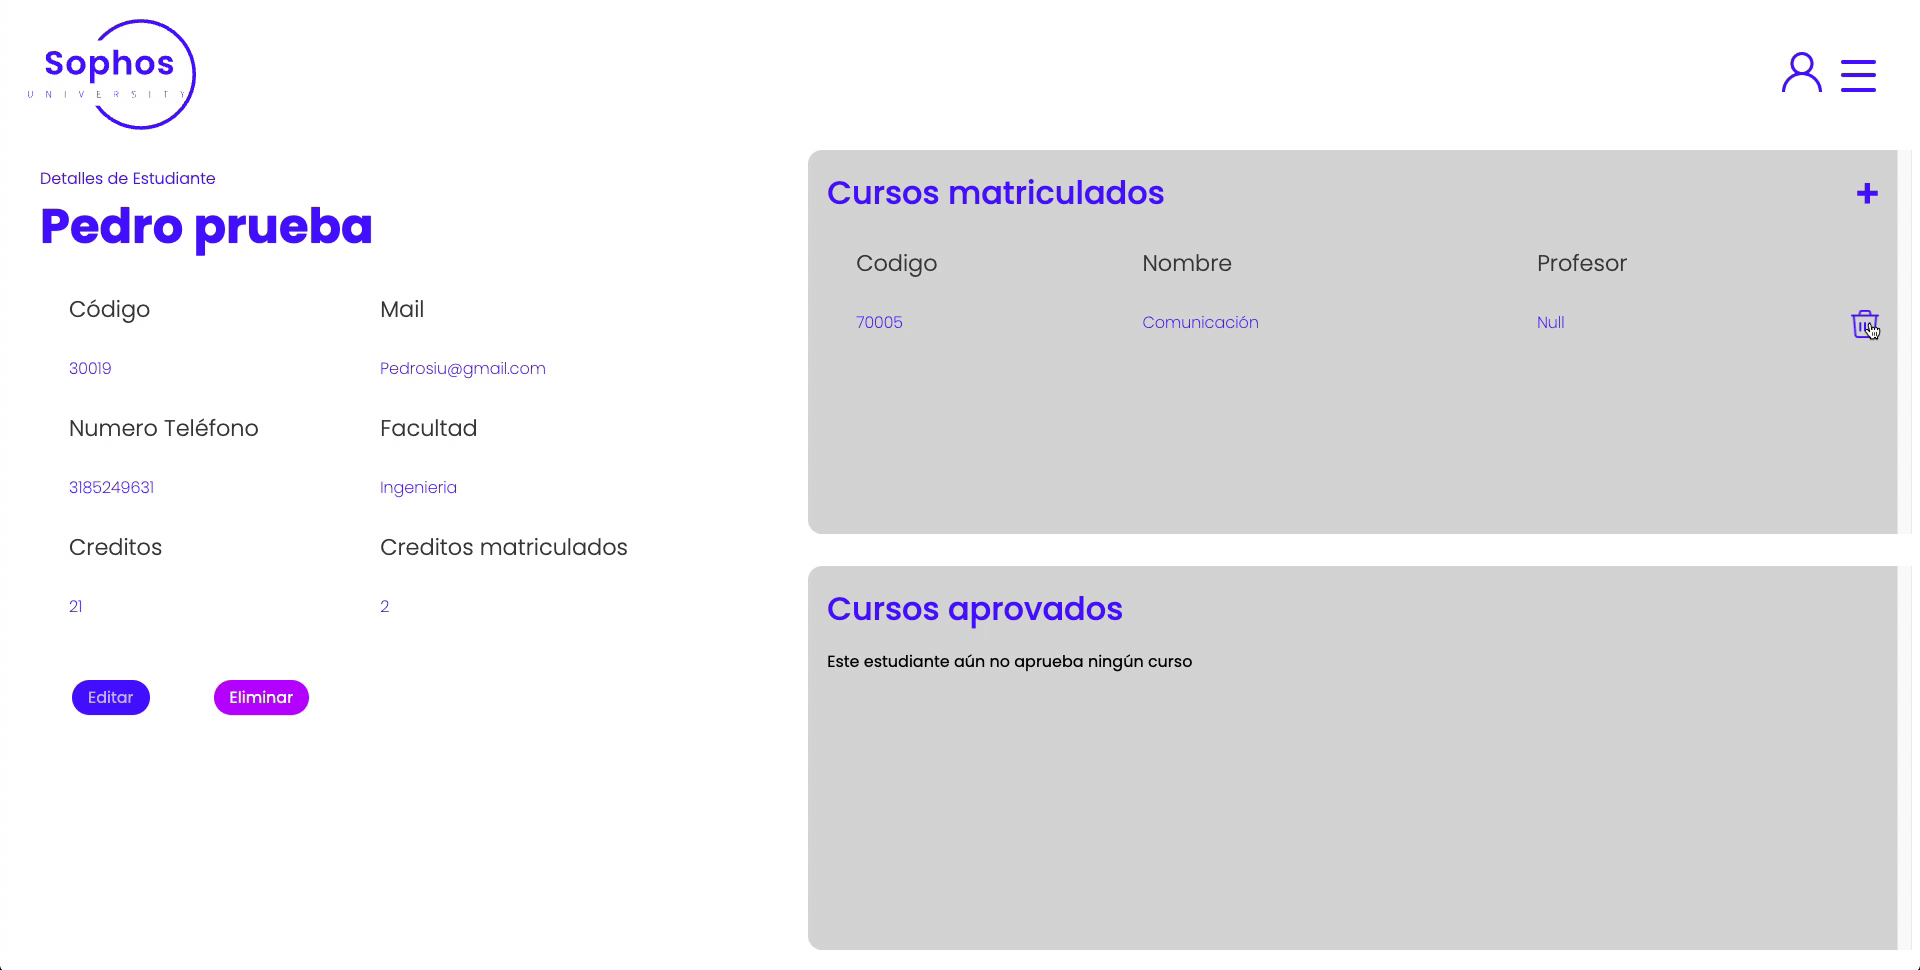 Sophos
UNIVERSITY
Detalles de Estudiante
Pedro prueba
Código Mail
30019 Pedrosiu@gmail.com
Numero Teléfono Facultad
3185249631 Ingenieria
Creditos Creditos matriculados
21 2
Editar Eliminar
Cursos matriculados +
Codigo Nombre Profesor
70005 Comunicación Null
Cursos aprovados
Este estudiante aún no aprueba ningún curso